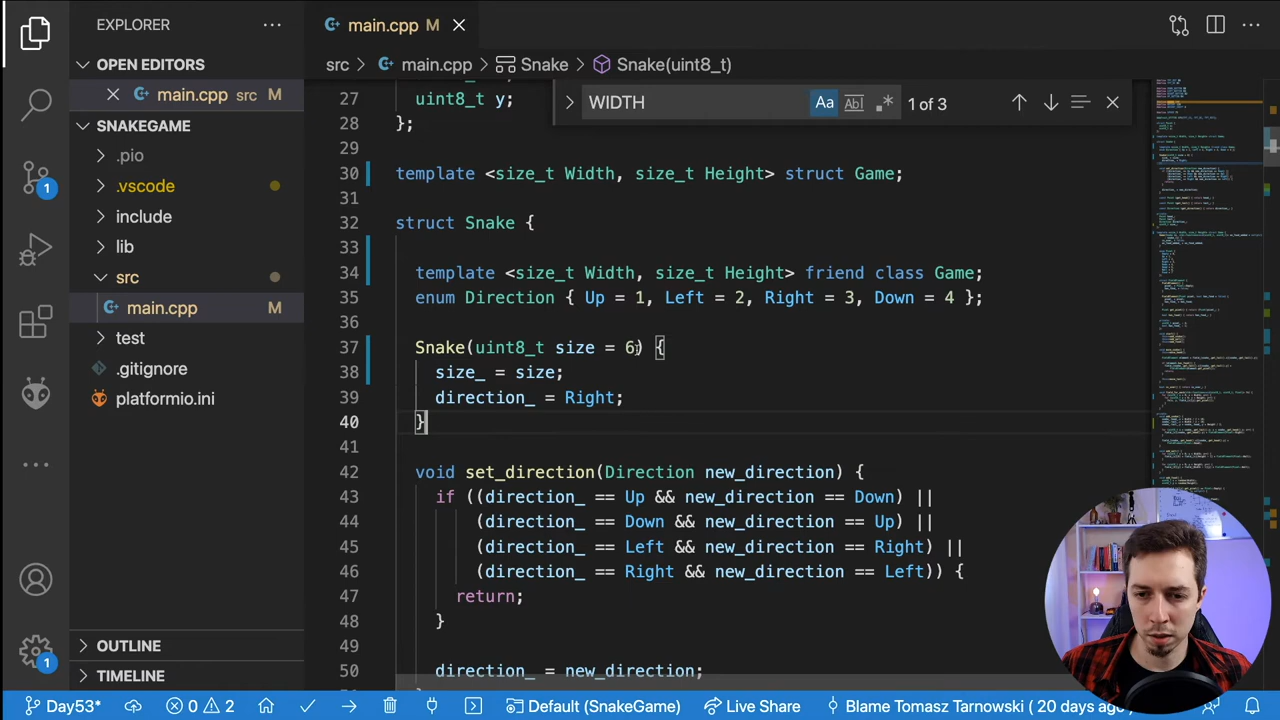 EXPLORER
OPEN EDITORS
main.cpp src M
SNAKEGAME
.pio
.vscode
include
lib
src
main.cpp M
test
.gitignore
platformio.ini
OUTLINE
TIMELINE
1
1
main.cpp M
src > main.cpp > Snake > Snake(uint8_t)
WIDTH Aa Abl .* 1 of 3
27 uint8_t y;
28 };
29
30 template <size_t Width, size_t Height> struct Game;
31
32 struct Snake {
33
34 template <size_t Width, size_t Height> friend class Game;
35 enum Direction { Up = 1, Left = 2, Right = 3, Down = 4 };
36
37 Snake(uint8_t size = 6) {
38 size_ = size;
39 direction_ = Right;
40 }
41
42 void set_direction(Direction new_direction) {
43 if ((direction_ == Up && new_direction == Down) ||
44 (direction_ == Down && new_direction == Up) ||
45 (direction_ == Left && new_direction == Right) ||
46 (direction_ == Right && new_direction == Left)) {
47 return;
48 }
49
50 direction_ = new_direction;
Day53* 0 2 Default (SnakeGame) Live Share Blame Tomasz Tarnowski ( 20 days ago )